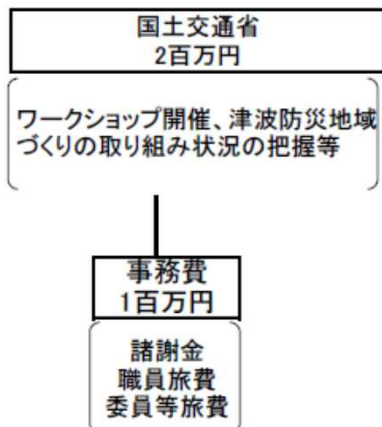 国土交通省
2百万円
ワークショップ開催、津波防災地域
づくりの取り組み状況の把握等
事務費
1百万円
諸謝金
職員旅費
委員等旅費